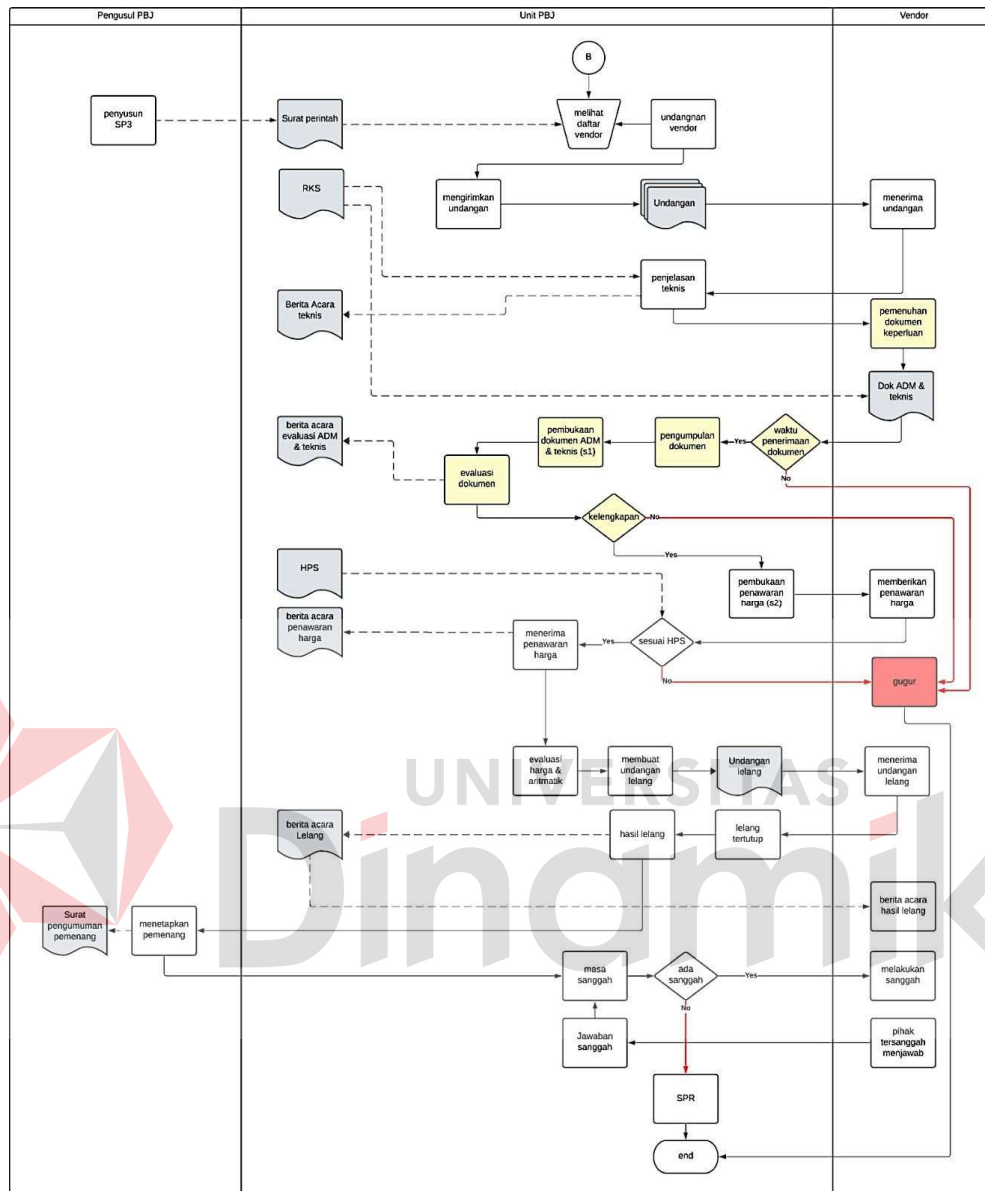 Pengusul PBJ
Unit PBJ
Vendor
B
penyusun
SP3
Surat perintah
melihat
daftar
vendor
undangnan
vendor
RKS
mengirimkan
undangan
Undangan
menerima
undangan
penjelasan
teknis
Berita Acara
teknis
pemenuhan
dokumen
keperluan
Dok ADM &
teknis
berita acara
evaluasi ADM
& teknis
pembukaan
dokumen ADM
& teknis (s1)
pengumpulan
dokumen
Yes
waktu
penerimaan
dokumen
No
evaluasi
dokumen
kelengkapan
No
Yes
HPS
pembukaan
penawaran
harga (s2)
memberikan
penawaran
harga
berita acara
penawaran
harga
menerima
penawaran
harga
Yes
sesuai HPS
No
gugur
evaluasi
harga &
aritmatik
membuat
undangan
lelang
Undangan
lelang
menerima
undangan
lelang
UNIVERSITAS
Dinamik
berita acara
Lelang
hasil lelang
lelang
tertutup
berita acara
hasil lelang
Surat
pengumuman
pemenang
menetapkan
pemenang
masa
sanggah
ada
sanggah
Yes
melakukan
sanggah
No
Jawaban
sanggah
pihak
tersanggah
menjawab
SPR
end